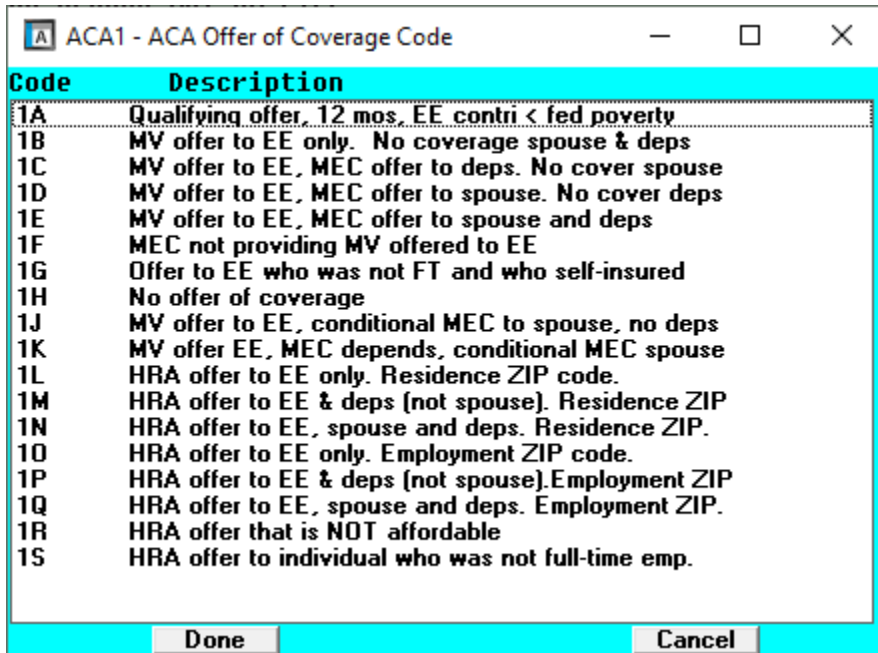 ACA1 - ACA Offer of Coverage Code
Code Description
1A Qualifying offer, 12 mos, EE contri < fed poverty
1B MV offer to EE only. No coverage spouse & deps
1C MV offer to EE, MEC offer to deps. No cover spouse
1D MV offer to EE, MEC offer to spouse. No cover deps
1E MV offer to EE, MEC offer to spouse and deps
1F MEC not providing MV offered to EE
1G Offer to EE who was not FT and who self-insured
1H No offer of coverage
1J MV offer to EE, conditional MEC to spouse, no deps
1K MV offer EE, MEC depends, conditional MEC spouse
1L HRA offer to EE only. Residence ZIP code.
1M HRA offer to EE & deps (not spouse). Residence ZIP
1N HRA offer to EE, spouse and deps. Residence ZIP.
1O HRA offer to EE only. Employment ZIP code.
1P HRA offer to EE & deps (not spouse).Employment ZIP
1Q HRA offer to EE, spouse and deps. Employment ZIP.
1R HRA offer that is NOT affordable
1S HRA offer to individual who was not full-time emp.
Done Cancel